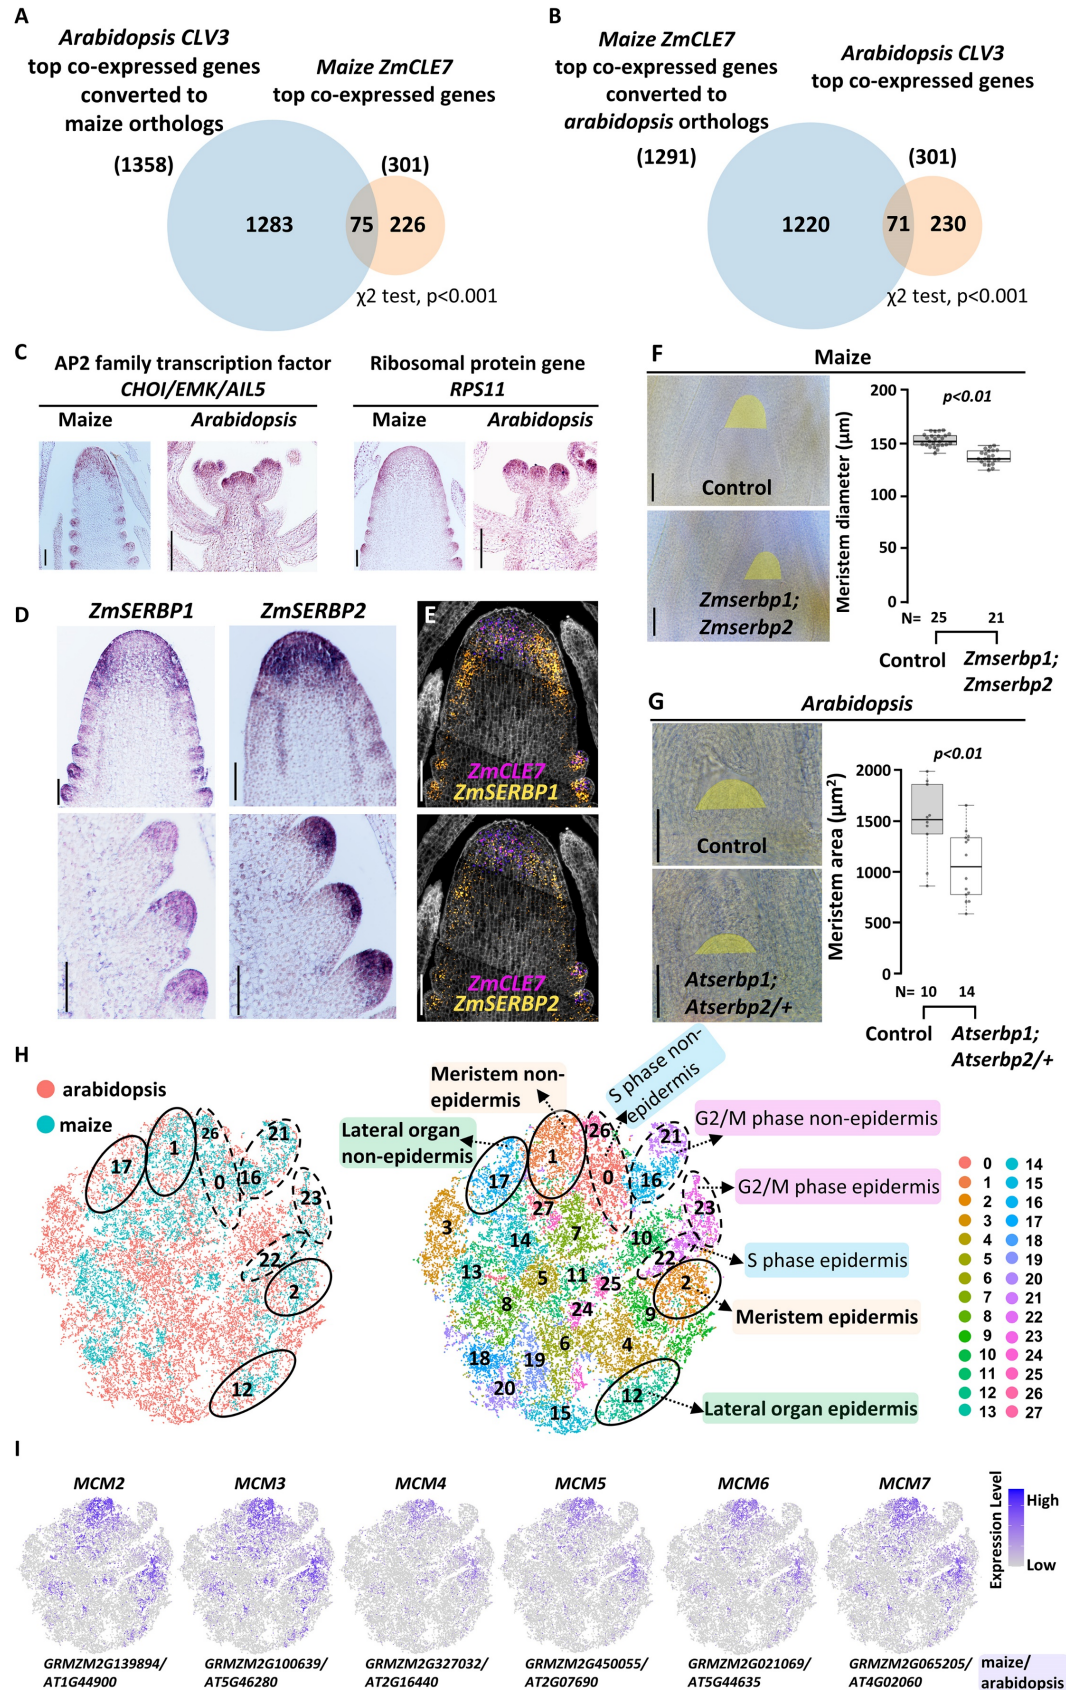 A
Arabidopsis CLV3
top co-expressed genes
converted to
maize orthologs
(1358)
Maize ZmCLE7
top co-expressed genes
(301)
1283
75
226
χ2 test, p<0.001
B
Maize ZmCLE7
top co-expressed genes
converted to
arabidopsis orthologs
(1291)
Arabidopsis CLV3
top co-expressed genes
(301)
1220
71
230
χ2 test, p<0.001
C
AP2 family transcription factor
CHOI/EMK/AIL5
Maize
Arabidopsis
Ribosomal protein gene
RPS11
Maize
Arabidopsis
D
ZmSERBP1
ZmSERBP2
E
ZmCLE7
ZmSERBP1
ZmCLE7
ZmSERBP2
F
Maize
Control
Zmserbp1;
Zmserbp2
Meristem diameter (μm)
200
150
100
50
0
p<0.01
N= 25 21
Control
Zmserbp1;
Zmserbp2
G
Arabidopsis
Control
Atserbp1;
Atserbp2/+
Meristem area (μm²)
2000
1500
1000
500
0
p<0.01
N= 10 14
Control
Atserbp1;
Atserbp2/+
H
arabidopsis
maize
17
1
26
0
16
21
23
22
2
12
Meristem non-
epidermis
Lateral organ
non-epidermis
S phase non-
epidermis
G2/M phase non-epidermis
G2/M phase epidermis
S phase epidermis
Meristem epidermis
Lateral organ epidermis
1
26
21
17
0
16
3
27
23
14
7
10
22
13
5
11
25
2
8
24
9
6
4
18
19
20
12
15
0 14
1 15
2 16
3 17
4 18
5 19
6 20
7 21
8 22
9 23
10 24
11 25
12 26
13 27
I
MCM2
GRMZM2G139894/
AT1G44900
MCM3
GRMZM2G100639/
AT5G46280
MCM4
GRMZM2G327032/
AT2G16440
MCM5
GRMZM2G450055/
AT2G07690
MCM6
GRMZM2G021069/
AT5G44635
MCM7
GRMZM2G065205/
AT4G02060
Expression Level
High
Low
maize/
arabidopsis